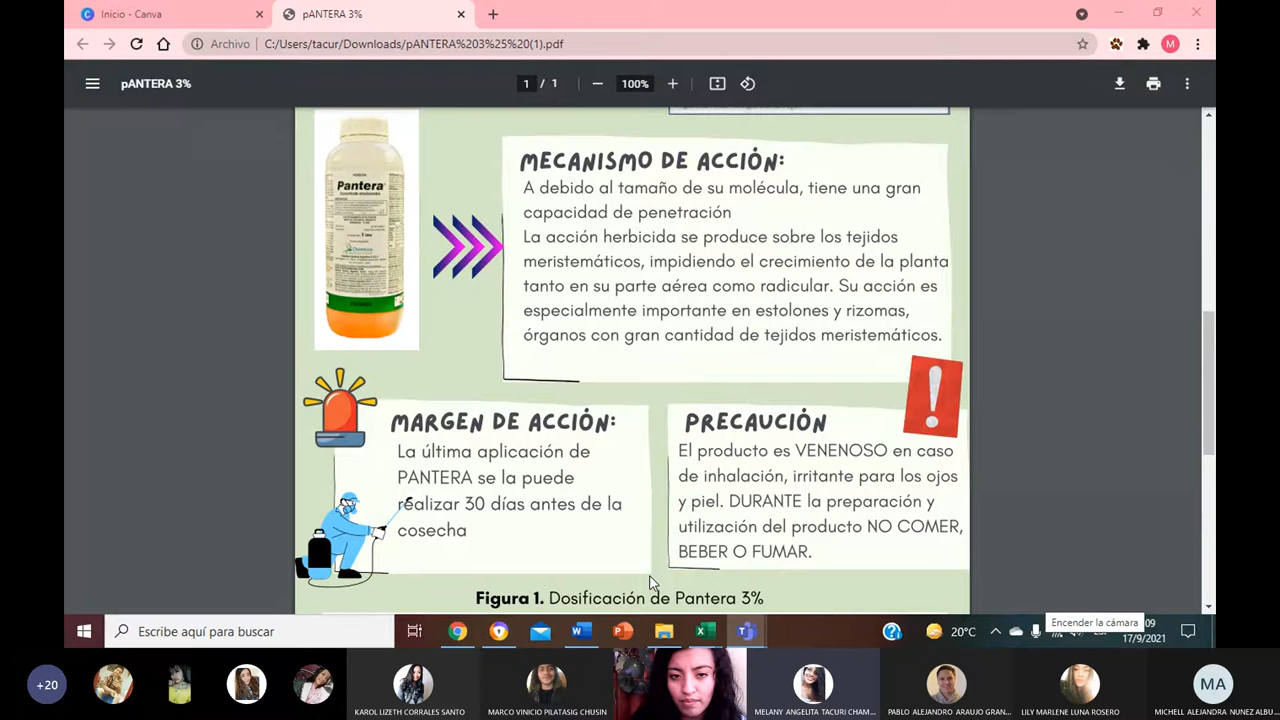 Inicio - Canva
pANTERA 3%
Archivo
C:/Users/tacur/Downloads/pANTERA%203%25%20(1).pdf
M
pANTERA 3%
1 / 1
100%
Pantera
MECANISMO DE ACCIÓN:
A debido al tamaño de su molécula, tiene una gran
capacidad de penetración
La acción herbicida se produce sobre los tejidos
meristemáticos, impidiendo el crecimiento de la planta
tanto en su parte aérea como radicular. Su acción es
especialmente importante en estolones y rizomas,
órganos con gran cantidad de tejidos meristemáticos.
MARGEN DE ACCIÓN:
La última aplicación de
PANTERA se la puede
realizar 30 días antes de la
cosecha
PRECAUCIÓN
El producto es VENENOSO en caso
de inhalación, irritante para los ojos
y piel. DURANTE la preparación y
utilización del producto NO COMER,
BEBER O FUMAR.
Figura 1. Dosificación de Pantera 3%
Encender la cámara
Escribe aquí para buscar
20°C
09
17/9/2021
+20
KAROL LIZETH CORRALES SANTO
MARCO VINICIO PILATASIG CHUSIN
MELANY ANGELITA TACURI CHAM...
PABLO ALEJANDRO ARAUJO GRAN...
LILY MARLENE LUNA ROSERO
MA
MICHELL ALEJANDRA NUNEZ ALBU...